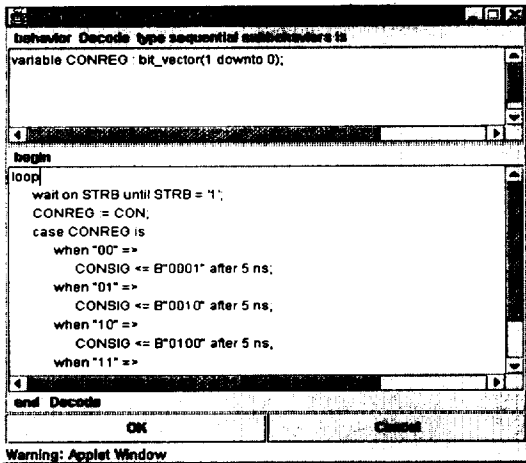 behavior Decode type sequential subbehaviors is
variable CONREG : bit_vector(1 downto 0);
begin
loop
wait on STRB until STRB = '1';
CONREG := CON;
case CONREG is
when "00" =>
CONSIG <= B"0001" after 5 ns;
when "01" =>
CONSIG <= B"0010" after 5 ns;
when "10" =>
CONSIG <= B"0100" after 5 ns;
when "11" =>
end Decode
OK
Cancel
Warning: Applet Window